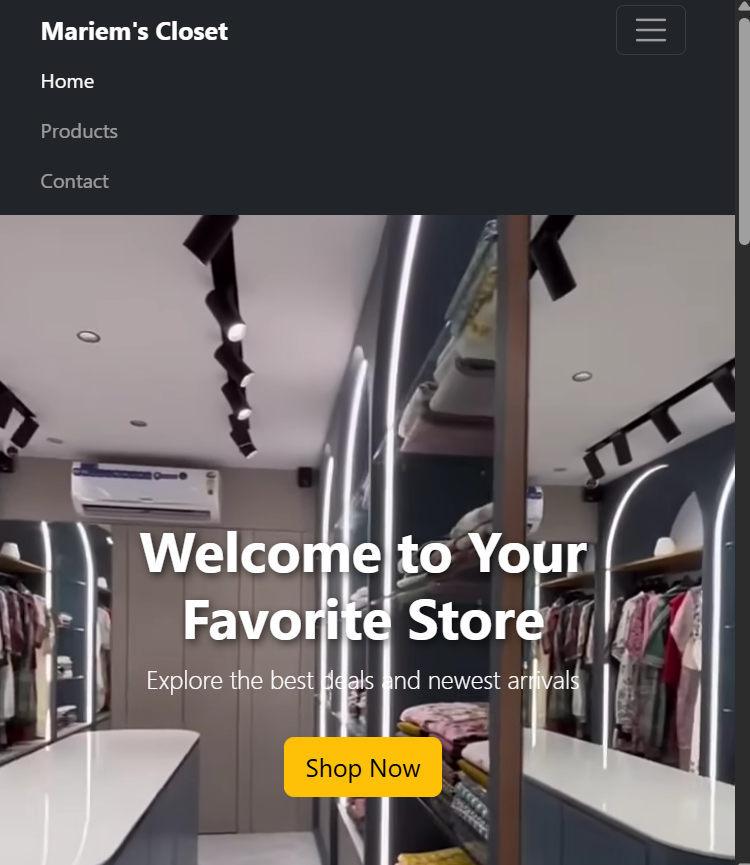 Mariem's Closet
Home
Products
Contact
Welcome to Your
Favorite Store
Explore the best deals and newest arrivals
Shop Now